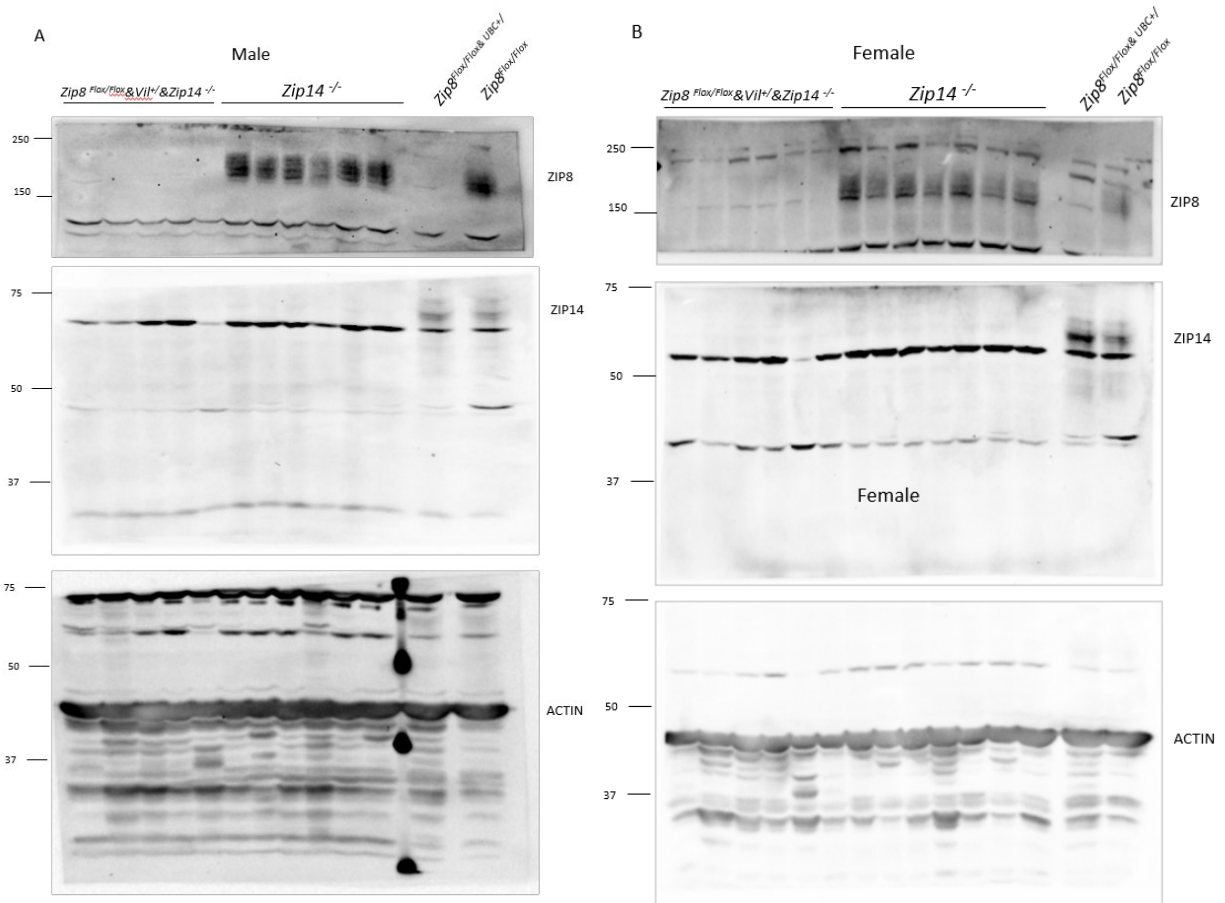 A
Male
Zip8 Flox/Flox&Vil+/&Zip14 -/-
Zip14 -/-
Zip8Flox/Flox& UBC+/
Zip8Flox/Flox
250
150
ZIP8
75
50
37
ZIP14
75
50
37
ACTIN
B
Female
Zip8 Flox/Flox&Vil+/&Zip14 -/-
Zip14 -/-
Zip8Flox/Flox& UBC+/
Zip8Flox/Flox
250
150
ZIP8
75
50
37
ZIP14
Female
75
50
37
ACTIN